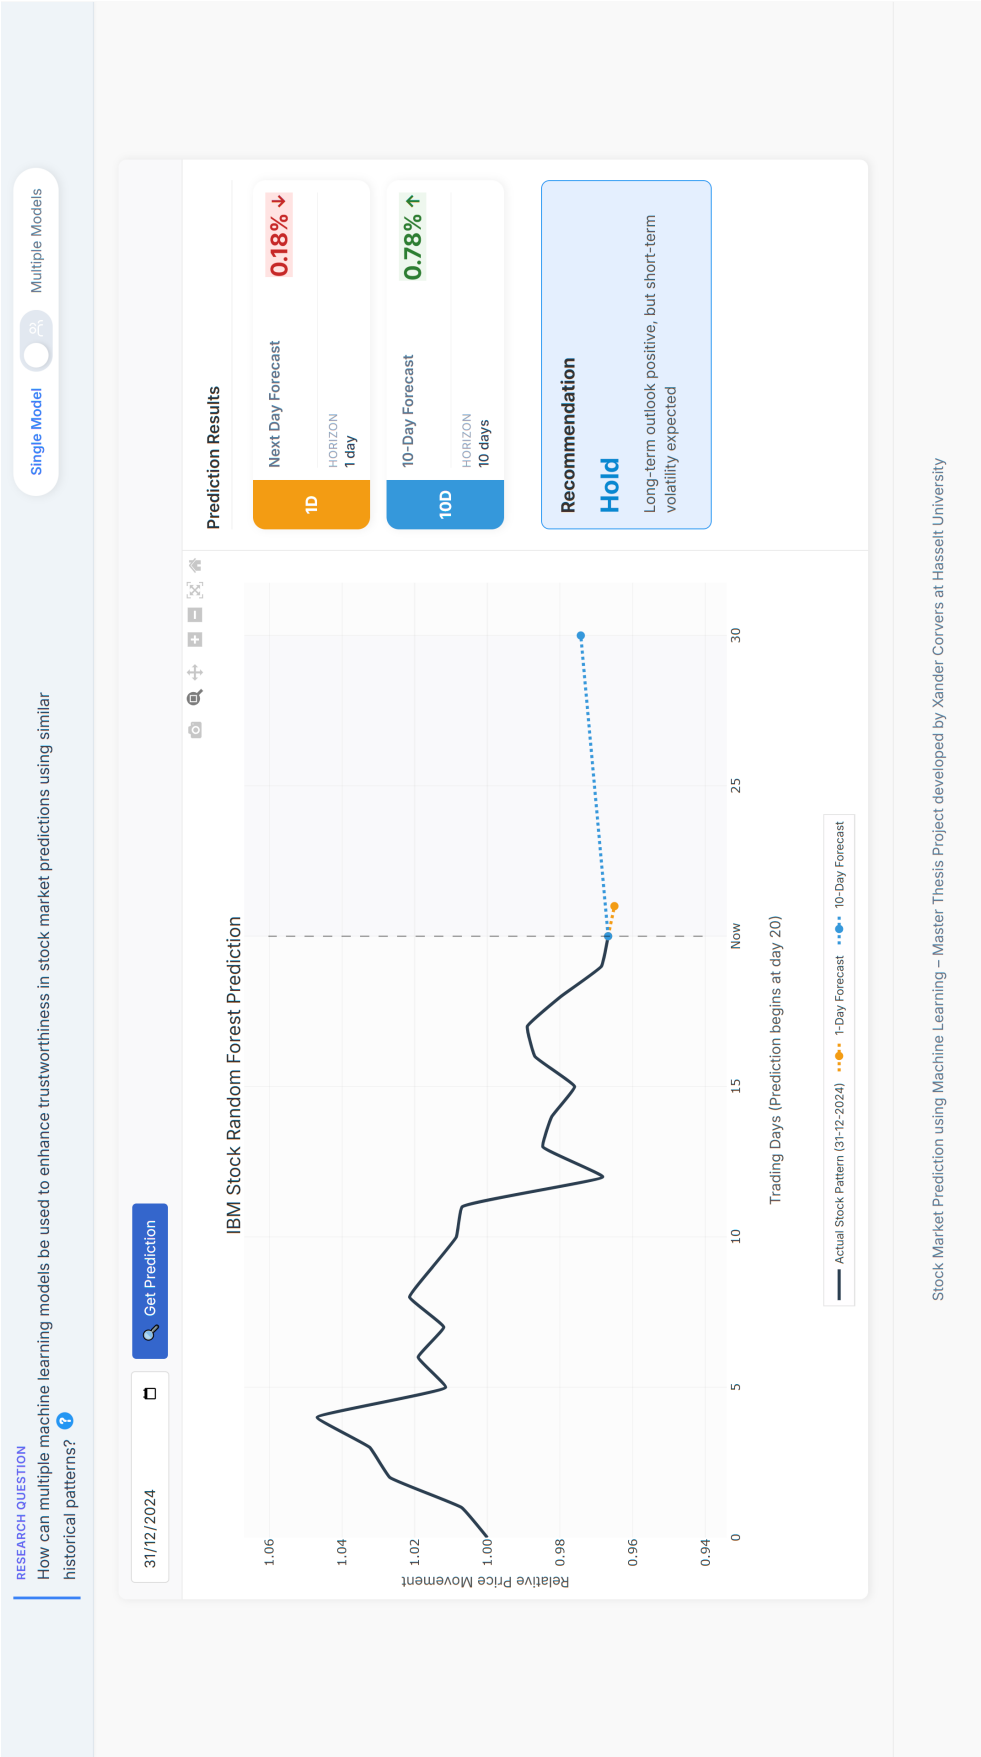 RESEARCH QUESTION
How can multiple machine learning models be used to enhance trustworthiness in stock market predictions using similar
historical patterns? ?
Single Model
Multiple Models
31/12/2024
Get Prediction
IBM Stock Random Forest Prediction
Relative Price Movement
1.06
1.04
1.02
1.00
0.98
0.96
0.94
0
5
10
15
Now
25
30
Trading Days (Prediction begins at day 20)
Actual Stock Pattern (31-12-2024)
1-Day Forecast
10-Day Forecast
Prediction Results
1D
Next Day Forecast
0.18% ↓
HORIZON
1 day
10D
10-Day Forecast
0.78% ↑
HORIZON
10 days
Recommendation
Hold
Long-term outlook positive, but short-term
volatility expected
Stock Market Prediction using Machine Learning – Master Thesis Project developed by Xander Corvers at Hasselt University